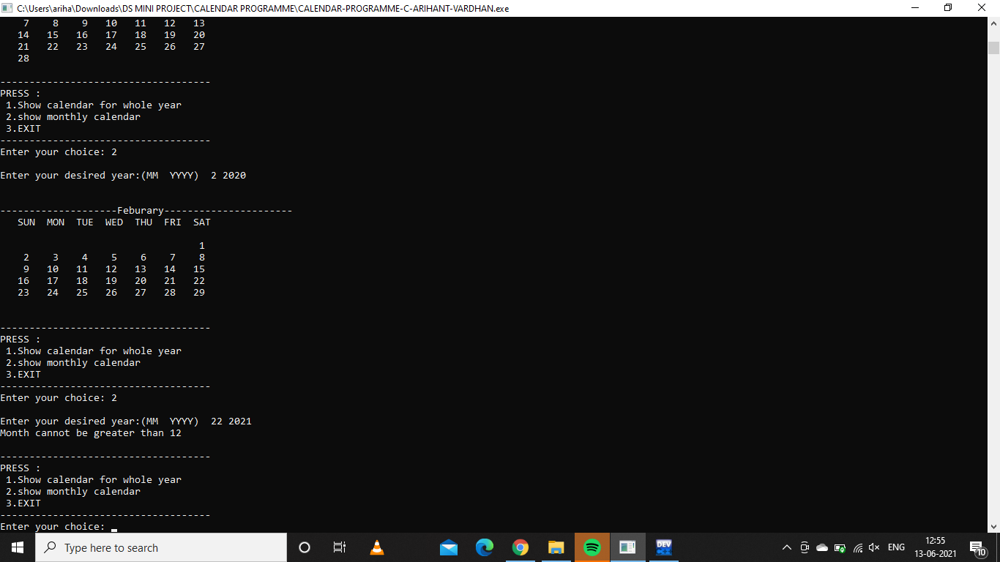 C:\Users\ariha\Downloads\DS MINI PROJECT\CALENDAR PROGRAMME\CALENDAR-PROGRAMME-C-ARIHANT-VARDHAN.exe
7 8 9 10 11 12 13
14 15 16 17 18 19 20
21 22 23 24 25 26 27
28
------------------------------------
PRESS :
1.Show calendar for whole year
2.show monthly calendar
3.EXIT
------------------------------------
Enter your choice: 2
Enter your desired year:(MM  YYYY)  2 2020
--------------------Feburary----------------------
SUN MON TUE WED THU FRI SAT
1
2 3 4 5 6 7 8
9 10 11 12 13 14 15
16 17 18 19 20 21 22
23 24 25 26 27 28 29
------------------------------------
PRESS :
1.Show calendar for whole year
2.show monthly calendar
3.EXIT
------------------------------------
Enter your choice: 2
Enter your desired year:(MM  YYYY)  22 2021
Month cannot be greater than 12
------------------------------------
PRESS :
1.Show calendar for whole year
2.show monthly calendar
3.EXIT
------------------------------------
Enter your choice:
Type here to search
DEV
C++
ENG
12:55
13-06-2021
10